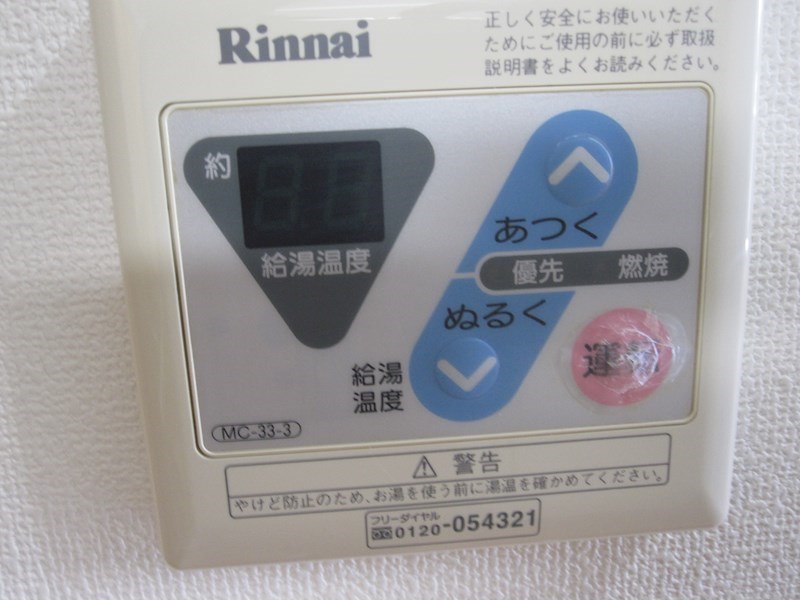 Rinnai
正しく安全にお使いいただく
ためにご使用の前に必ず取扱
説明書をよくお読みください。
約
給湯温度
あつく
優先 燃焼
ぬるく
給湯
温度
運
MC-33-3
⚠ 警告
やけど防止のため、お湯を使う前に湯温を確かめてください。
フリーダイヤル
0120-054321